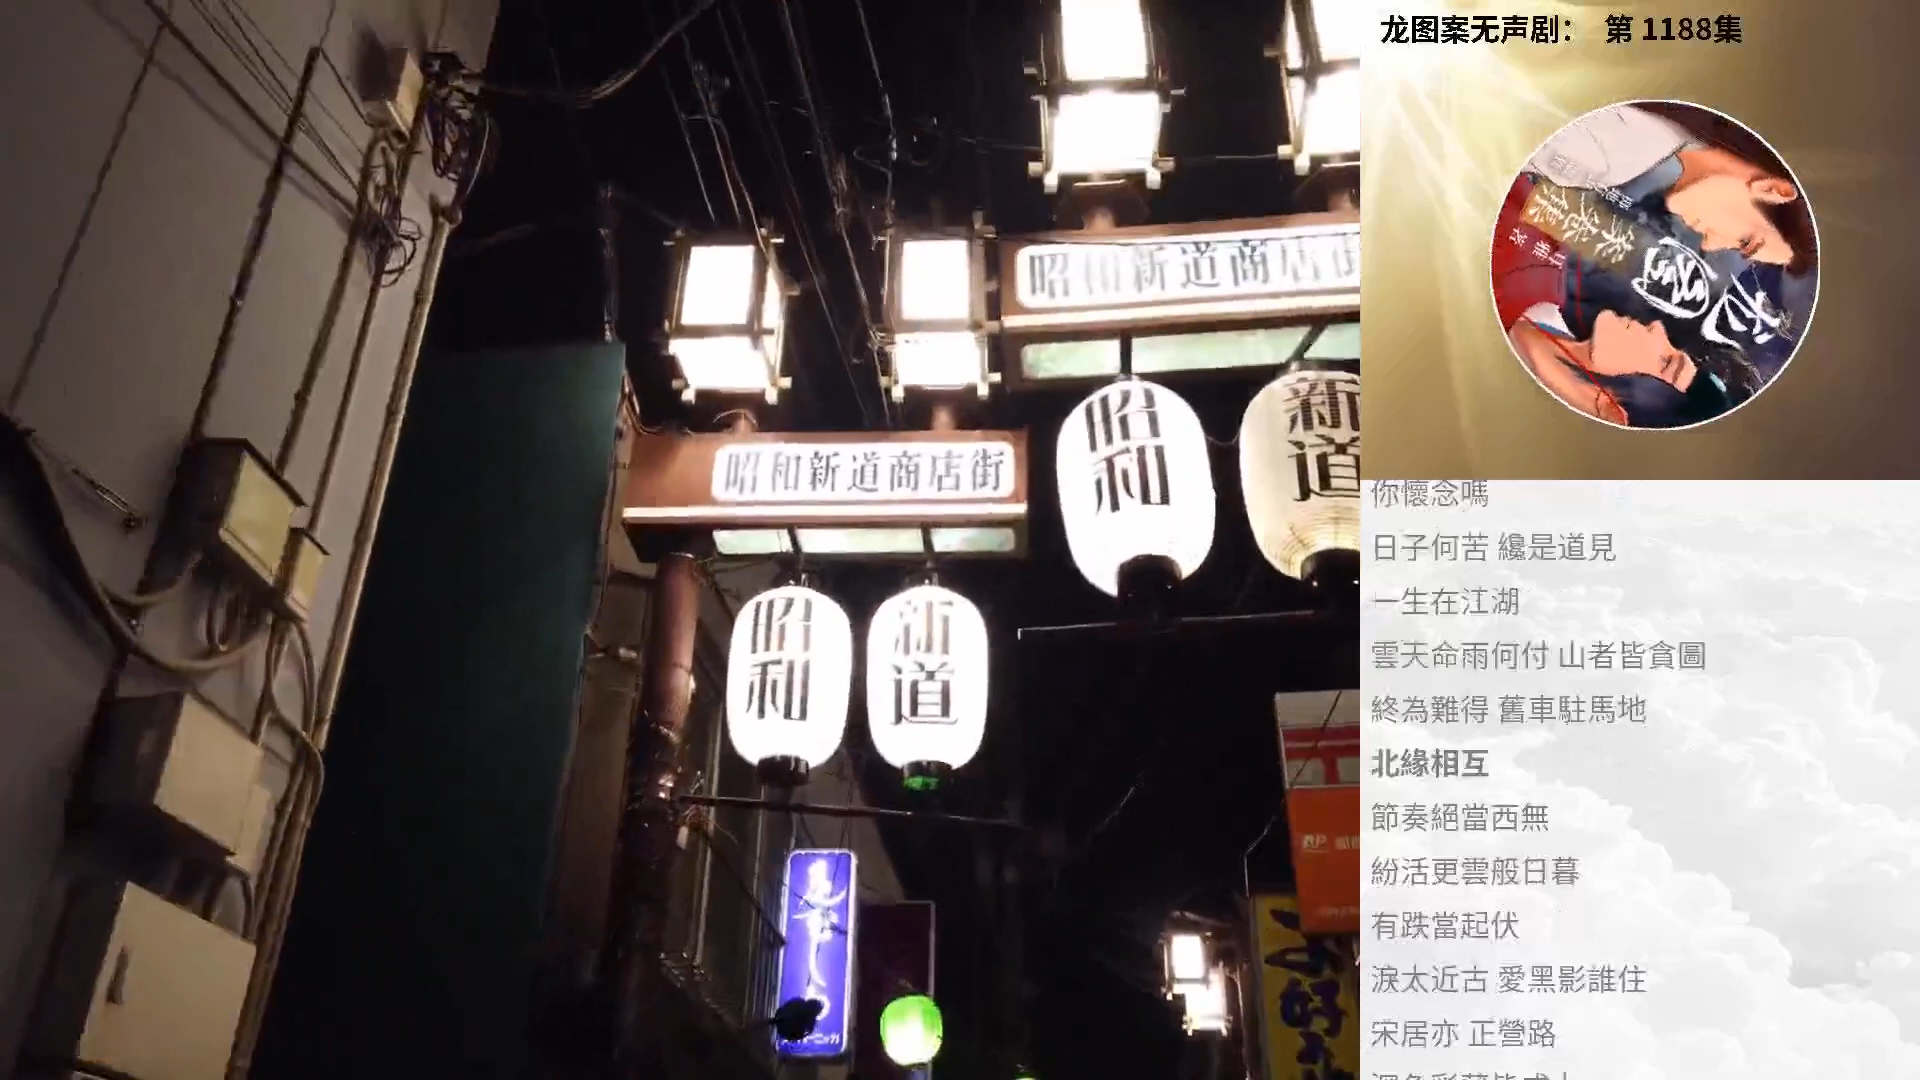 龙图案无声剧： 第 1188集
昭和新道商店街
昭和新道商店街
昭和
新道
昭和
新道
龙图案
你懷念嗎
日子何苦 纔是道見
一生在江湖
雲天命雨何付 山者皆貪圖
終為難得 舊車駐馬地
北緣相互
節奏絕當西無
紛活更雲般日暮
有跌當起伏
淚太近古 愛黑影誰住
宋居亦 正營路